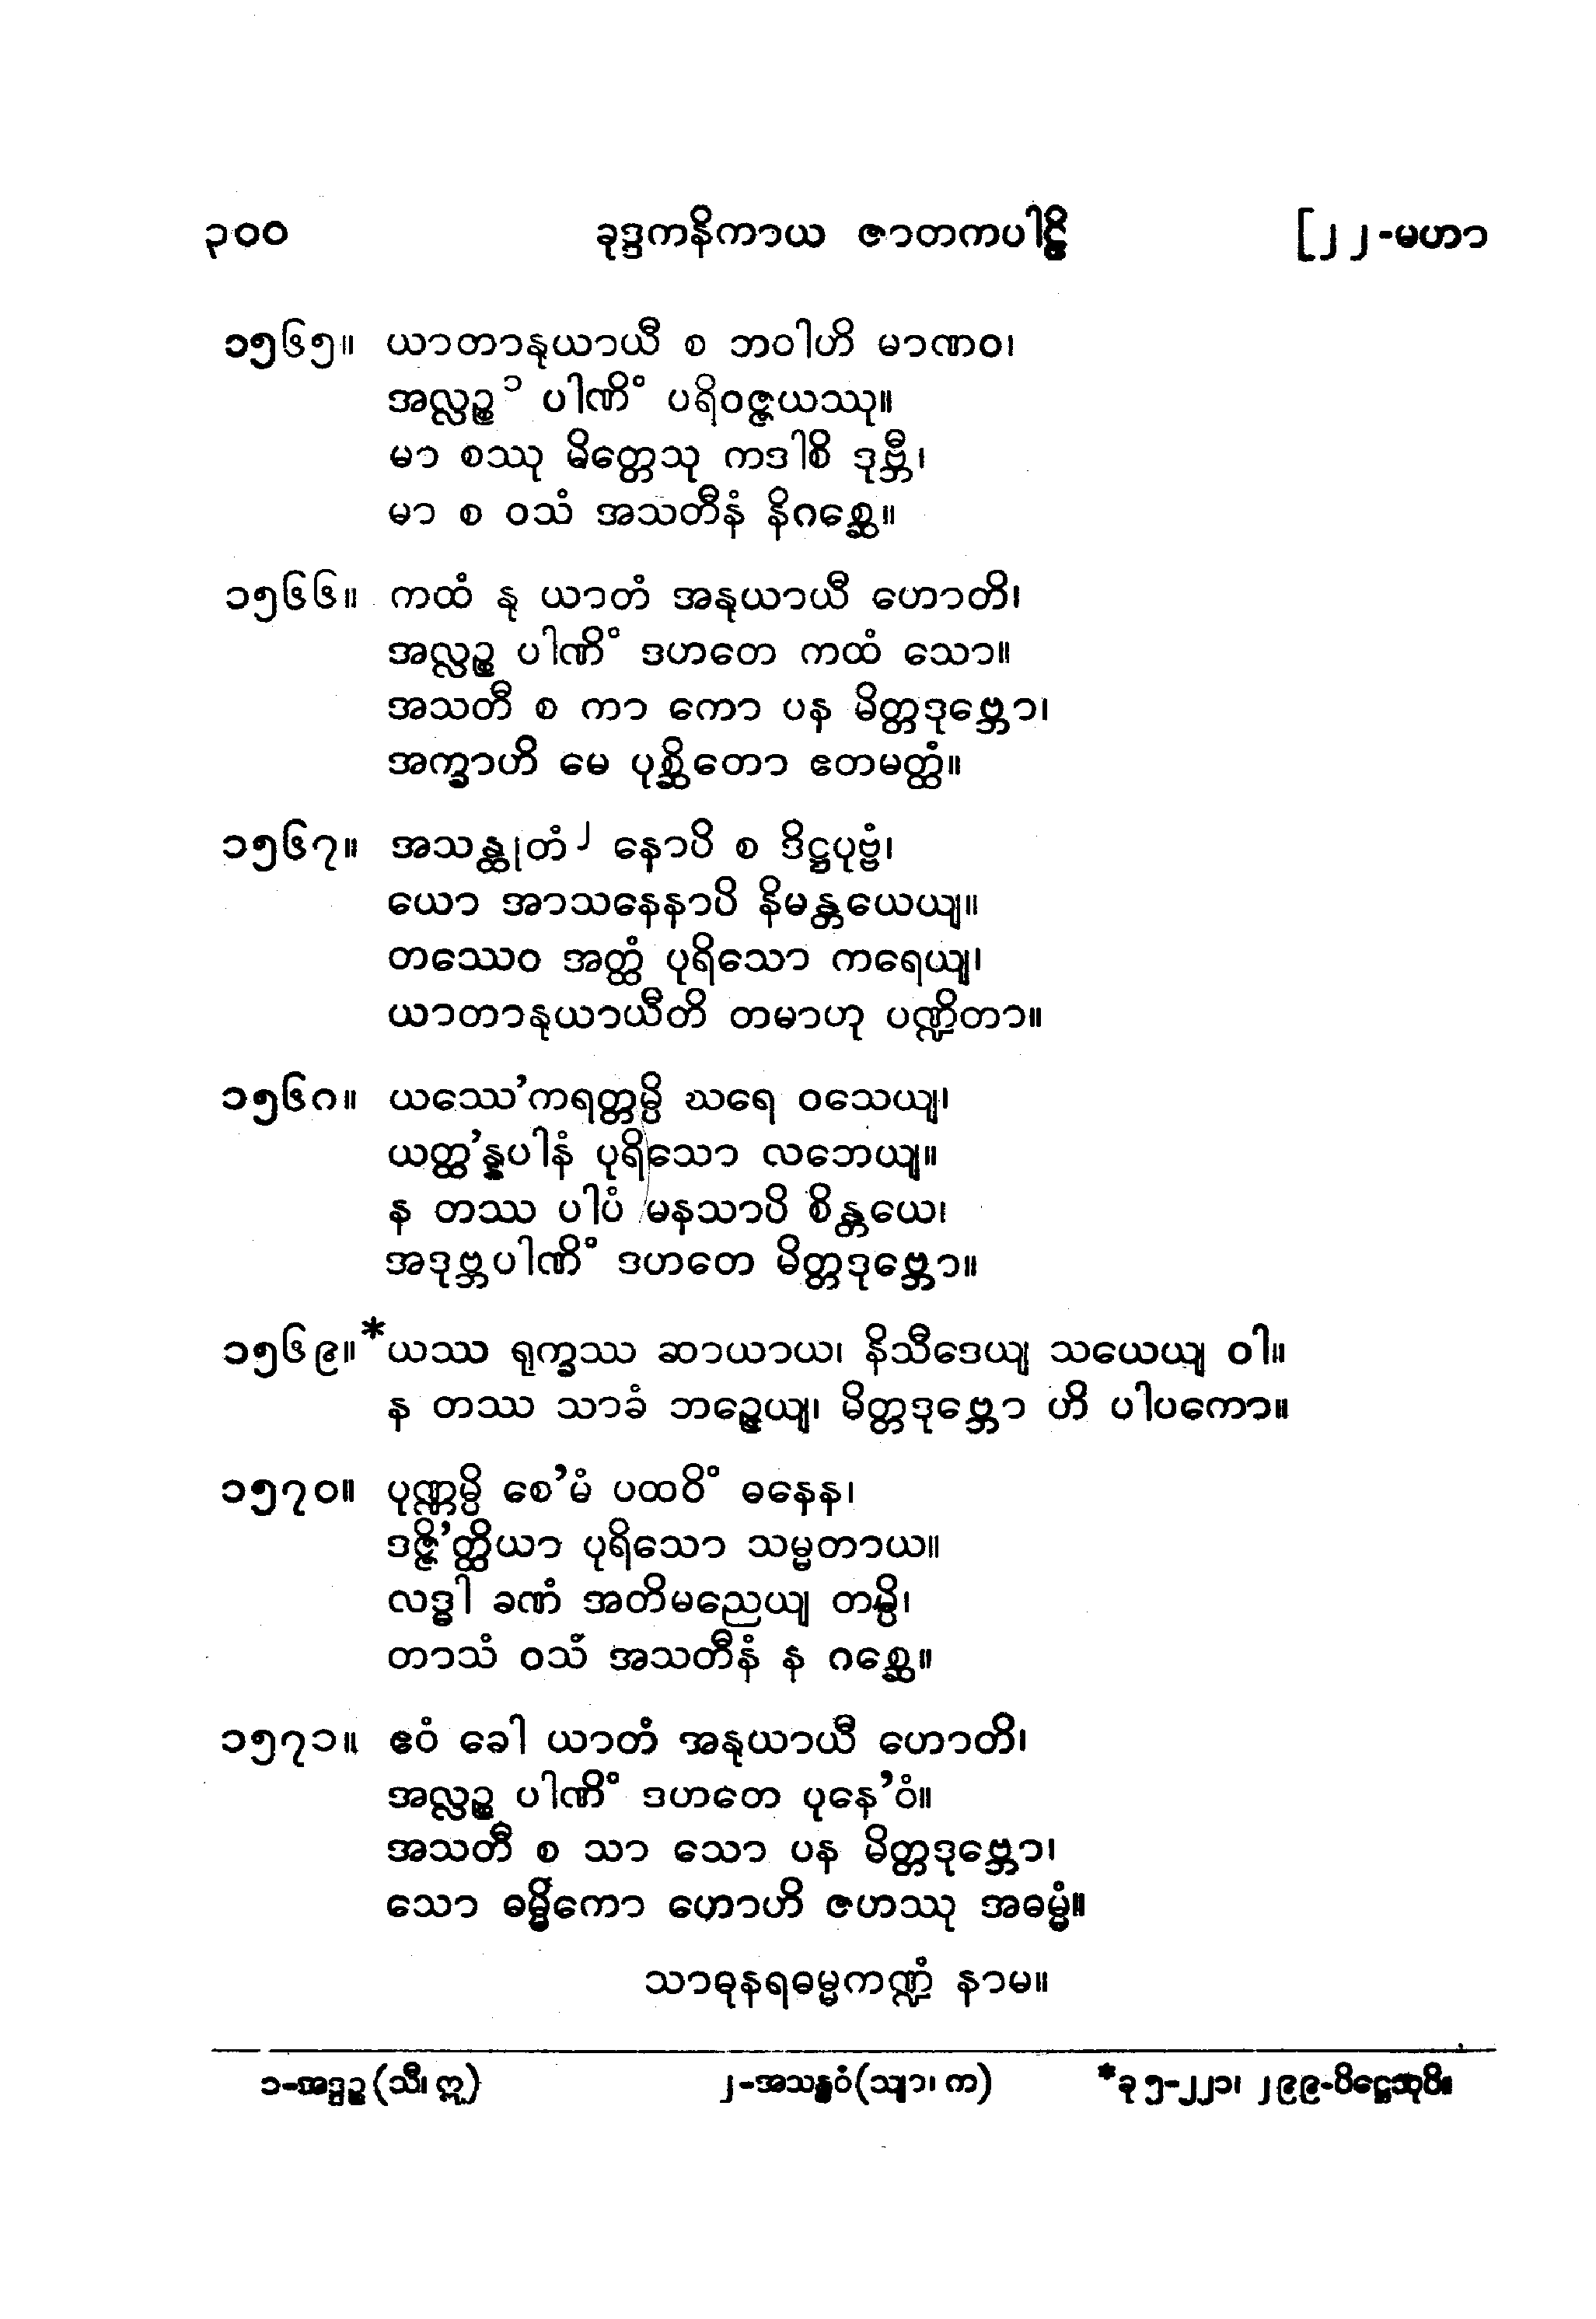 ၃၀၀ ခုဒ္ဒကနိကာယ ဇာတကပါဠိ [၂၂-မဟာ
၁၅၆၅။ ယာတာနုယာယီ စ ဘဝါဟိ မာဏဝ၊
အလ္လဉ္စ ၁ ပါဏိံ ပရိဝဇ္ဇယဿု။
မာ စဿု မိတ္တေသု ကဒါစိ ဒုဗ္ဘီ၊
မာ စ ဝသံ အသတီနံ နိဂစ္ဆေ။
၁၅၆၆။ ကထံ နု ယာတံ အနုယာယီ ဟောတိ၊
အလ္လဉ္စ ပါဏိံ ဒဟတေ ကထံ သော။
အသတီ စ ကာ ကော ပန မိတ္တဒုဗ္ဘော၊
အက္ခာဟိ မေ ပုစ္ဆိတော ဧတမတ္ထံ။
၁၅၆၇။ အသန္ထုတံ ၂ နောပိ စ ဒိဋ္ဌပုဗ္ဗံ၊
ယော အာသနေနာပိ နိမန္တယေယျ။
တဿေဝ အတ္ထံ ပုရိသော ကရေယျ၊
ယာတာနုယာယီတိ တမာဟု ပဏ္ဍိတာ။
၁၅၆၈။ ယဿေ’ကရတ္တမ္ပိ ဃရေ ဝသေယျ၊
ယတ္ထ’န္နပါနံ ပုရိသော လဘေယျ။
န တဿ ပါပံ မနသာပိ စိန္တယေ၊
အဒုဗ္ဘပါဏိံ ဒဟတေ မိတ္တဒုဗ္ဘော။
၁၅၆၉။*ယဿ ရုက္ခဿ ဆာယာယ၊ နိသီဒေယျ သယေယျ ဝါ။
န တဿ သာခံ ဘဉ္ဇေယျ၊ မိတ္တဒုဗ္ဘော ဟိ ပါပကော။
၁၅၇၀။ ပုဏ္ဏမ္ပိ စေ’မံ ပထဝိံ ဓနေန၊
ဒဇ္ဇိ’တ္ထိယာ ပုရိသော သမ္မတာယ။
လဒ္ဓါ ခဏံ အတိမညေယျ တမ္ပိ၊
တာသံ ဝသံ အသတီနံ န ဂစ္ဆေ။
၁၅၇၁။ ဧဝံ ခေါ ယာတံ အနုယာယီ ဟောတိ၊
အလ္လဉ္စ ပါဏိံ ဒဟတေ ပုနေ’ဝံ။
အသတီ စ သာ သော ပန မိတ္တဒုဗ္ဘော၊
သော ဓမ္မိကော ဟောဟိ ဇဟဿု အဓမ္မံ။
သာဓုနရဓမ္မကဏ္ဍံ နာမ။
၁-အဒ္ဒဉ္စ (သီ၊ ဣ) ၂-အသန္ဓဝံ (သျာ၊ က) *ခု ၅-၂၂၁၊ ၂၉၉-ပိဋ္ဌေသုပိ။